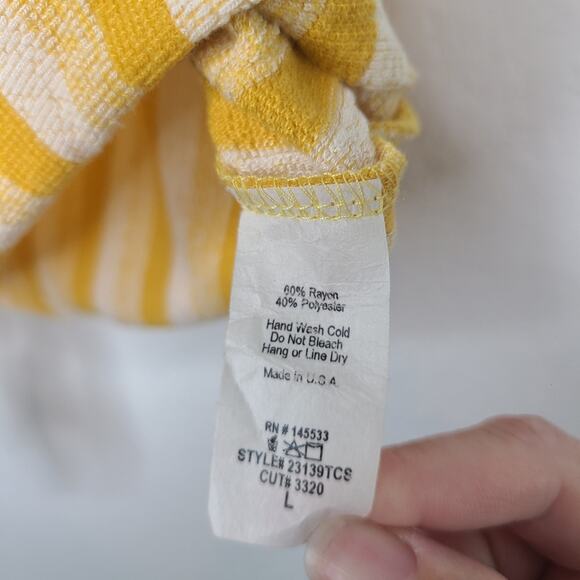 60% Rayon
40% Polyester
Hand Wash Cold
Do Not Bleach
Hang or Line Dry
Made in U.S.A.
RN # 145533
STYLE# 23139TCS
CUT# 3320
L